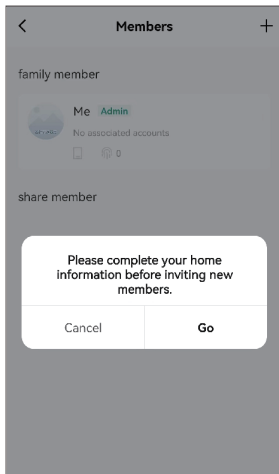 Members
family member
Me Admin
No associated accounts
0
share member
Please complete your home
information before inviting new
members.
Cancel Go